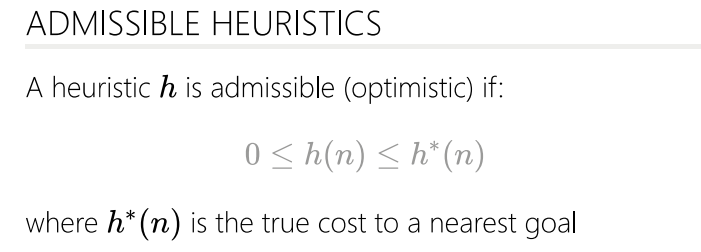 ADMISSIBLE HEURISTICS
A heuristic h is admissible (optimistic) if:
0 ≤ h(n) ≤ h*(n)
where h*(n) is the true cost to a nearest goal